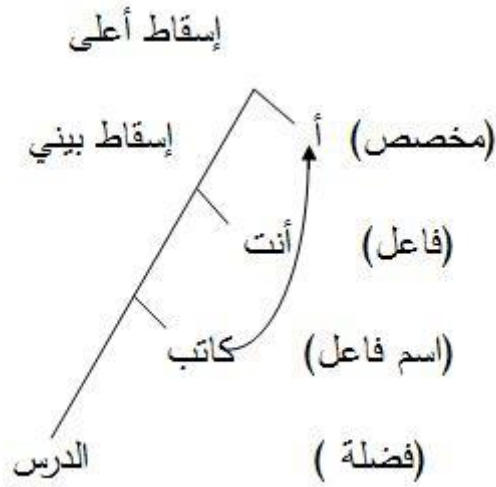 إسقاط أعلى
(مخصص) أ إسقاط بيني
(فاعل) أنت
(اسم فاعل) كاتب
(فضلة ) الدرس